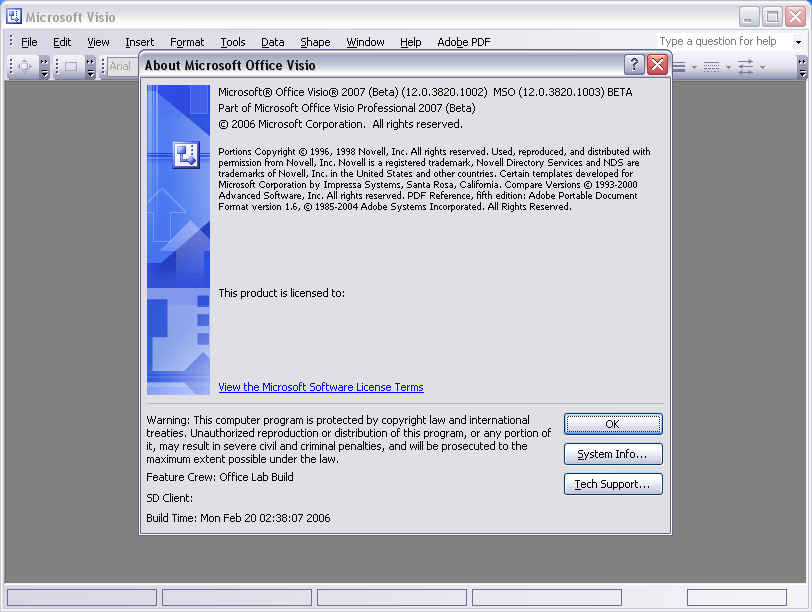 Microsoft Visio
File Edit View Insert Format Tools Data Shape Window Help Adobe PDF Type a question for help
Arial
About Microsoft Office Visio
Microsoft® Office Visio® 2007 (Beta) (12.0.3820.1002) MSO (12.0.3820.1003) BETA
Part of Microsoft Office Visio Professional 2007 (Beta)
© 2006 Microsoft Corporation. All rights reserved.
Portions Copyright © 1996, 1998 Novell, Inc. All rights reserved. Used, reproduced, and distributed with
permission from Novell, Inc. Novell is a registered trademark, Novell Directory Services and NDS are
trademarks of Novell, Inc. in the United States and other countries. Certain templates developed for
Microsoft Corporation by Impressa Systems, Santa Rosa, California. Compare Versions © 1993-2000
Advanced Software, Inc. All rights reserved. PDF Reference, fifth edition: Adobe Portable Document
Format version 1.6, © 1985-2004 Adobe Systems Incorporated. All Rights Reserved.
This product is licensed to:
View the Microsoft Software License Terms
Warning: This computer program is protected by copyright law and international
treaties. Unauthorized reproduction or distribution of this program, or any portion of
it, may result in severe civil and criminal penalties, and will be prosecuted to the
maximum extent possible under the law.
Feature Crew: Office Lab Build
SD Client:
Build Time: Mon Feb 20 02:38:07 2006
OK
System Info...
Tech Support...